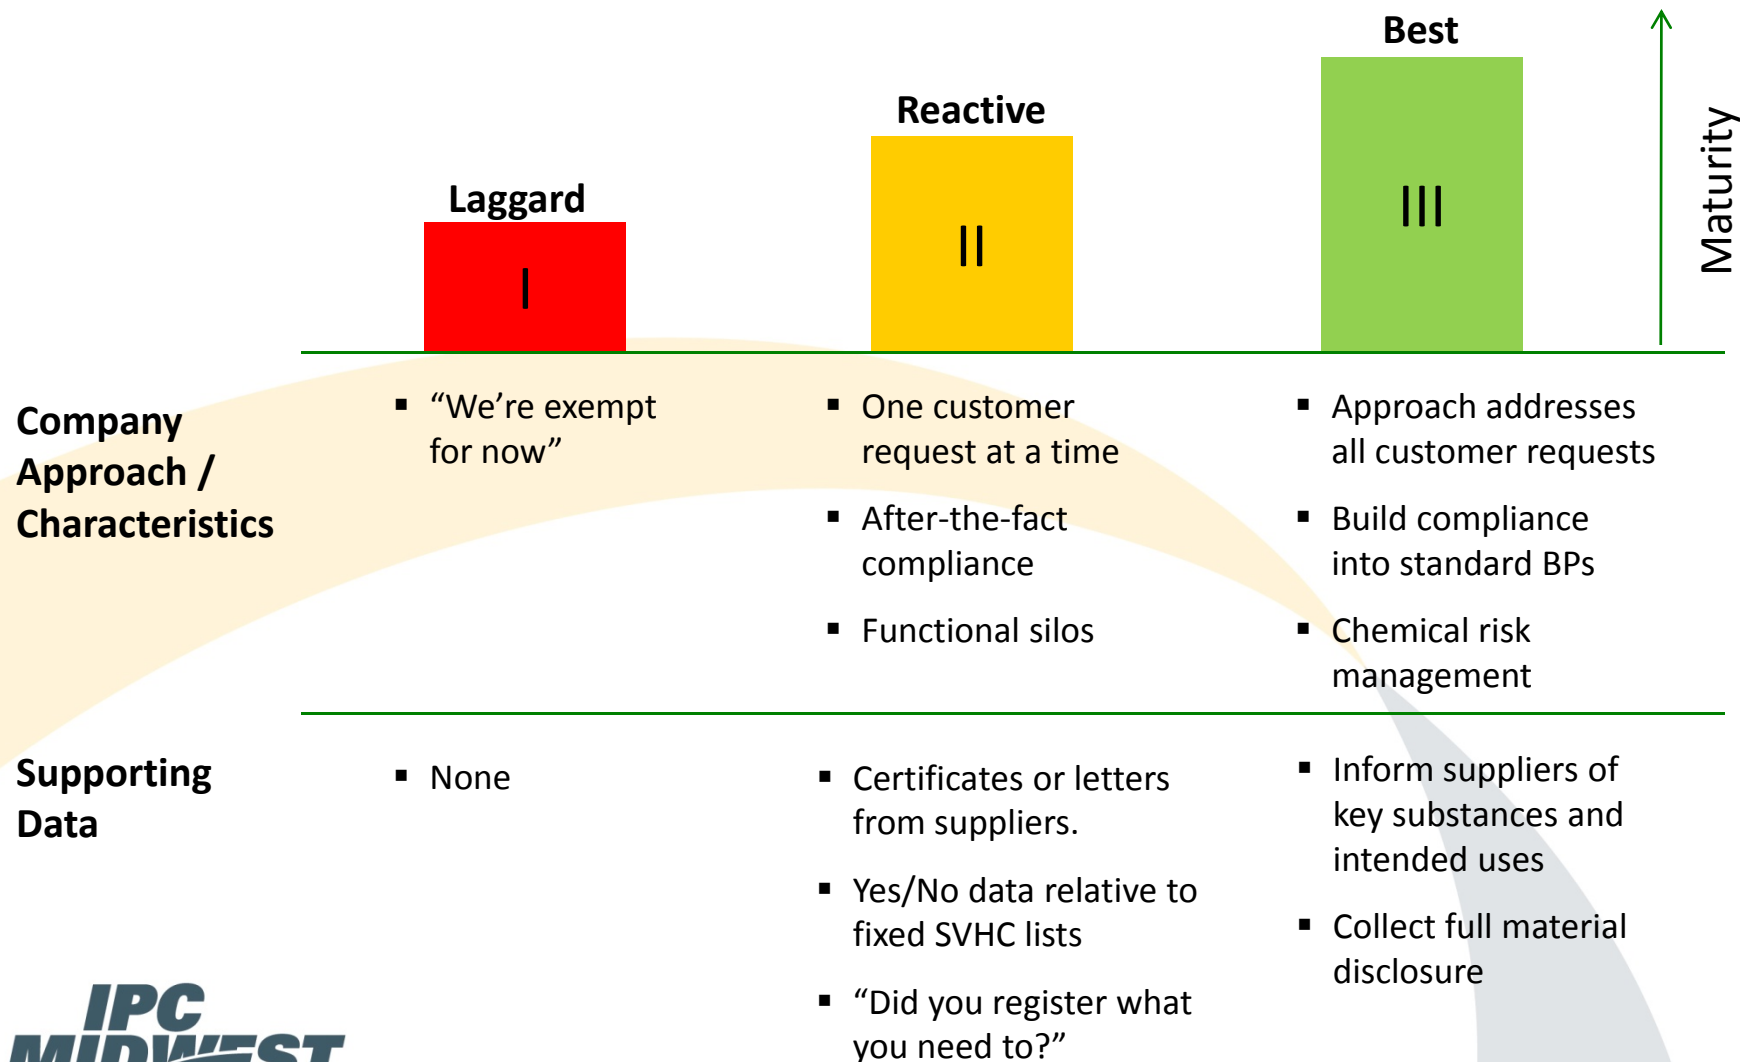 Best
Reactive
Laggard
I
II
III
Maturity
Company
Approach /
Characteristics
▪ “We’re exempt
for now”
▪ One customer
request at a time
▪ After-the-fact
compliance
▪ Functional silos
▪ Approach addresses
all customer requests
▪ Build compliance
into standard BPs
▪ Chemical risk
management
Supporting
Data
▪ None
▪ Certificates or letters
from suppliers.
▪ Yes/No data relative to
fixed SVHC lists
▪ “Did you register what
you need to?”
▪ Inform suppliers of
key substances and
intended uses
▪ Collect full material
disclosure
IPC
MIDWEST